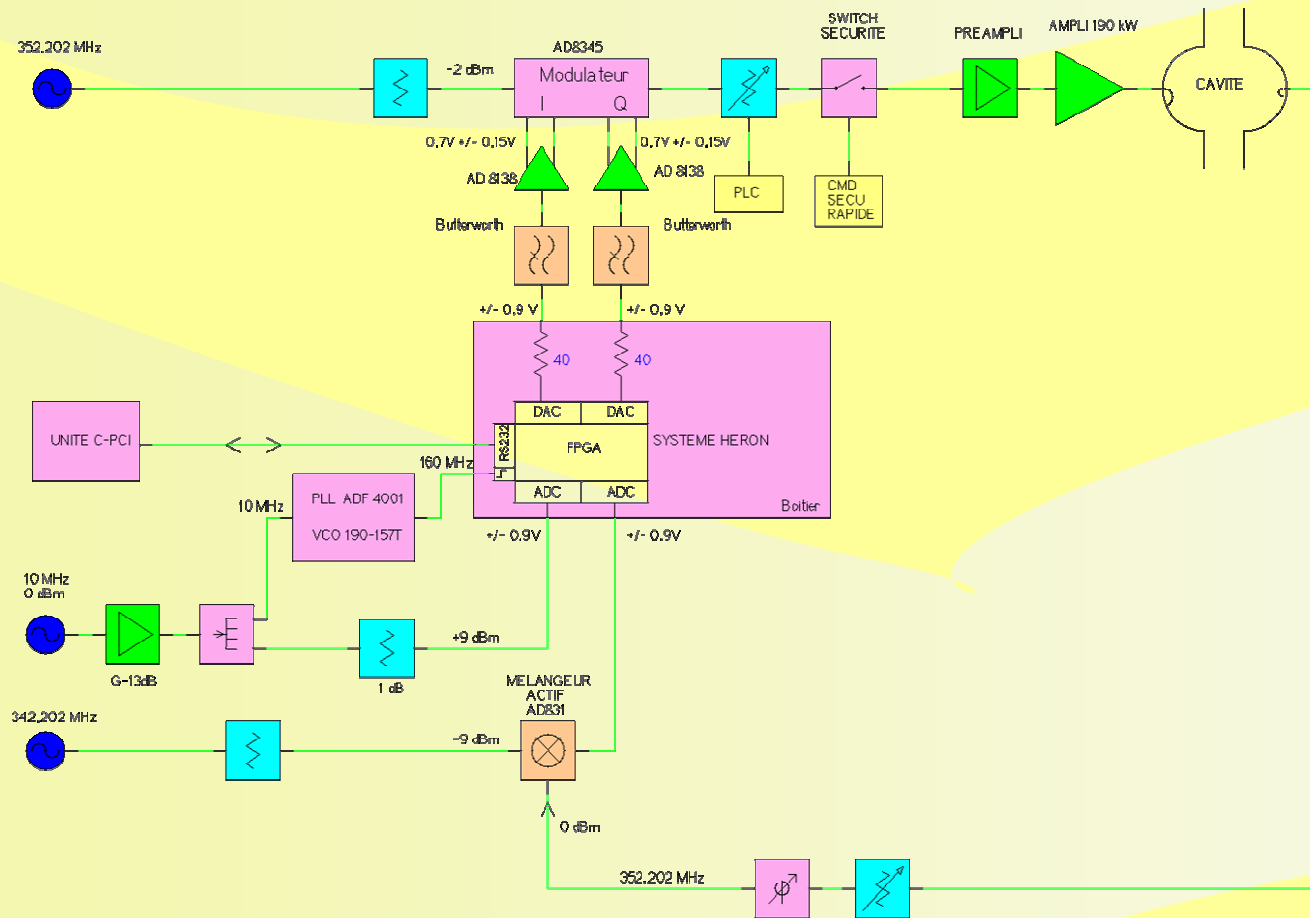 352.202 MHz
-2 dBm
AD8345
Modulateur
I
Q
SWITCH
SECURITE
PREAMPLI
AMPLI 190 kW
CAVITE
0,7V +/- 0,15V
0,7V +/- 0,15V
AD 8138
AD 8138
PLC
CMD
SECU
RAPIDE
Butterworth
Butterworth
+/- 0,9 V
+/- 0,9 V
40
40
DAC
DAC
UNITE C-PCI
RS232
FPGA
SYSTEME HERON
160 MHz
ADC
ADC
Boitier
PLL ADF 4001
VCO 190-157T
10 MHz
+/- 0.9V
+/- 0.9V
10 MHz
0 dBm
G-13dB
+9 dBm
1 dB
MELANGEUR
ACTIF
AD831
342,202 MHz
-9 dBm
0 dBm
352.202 MHz
φ